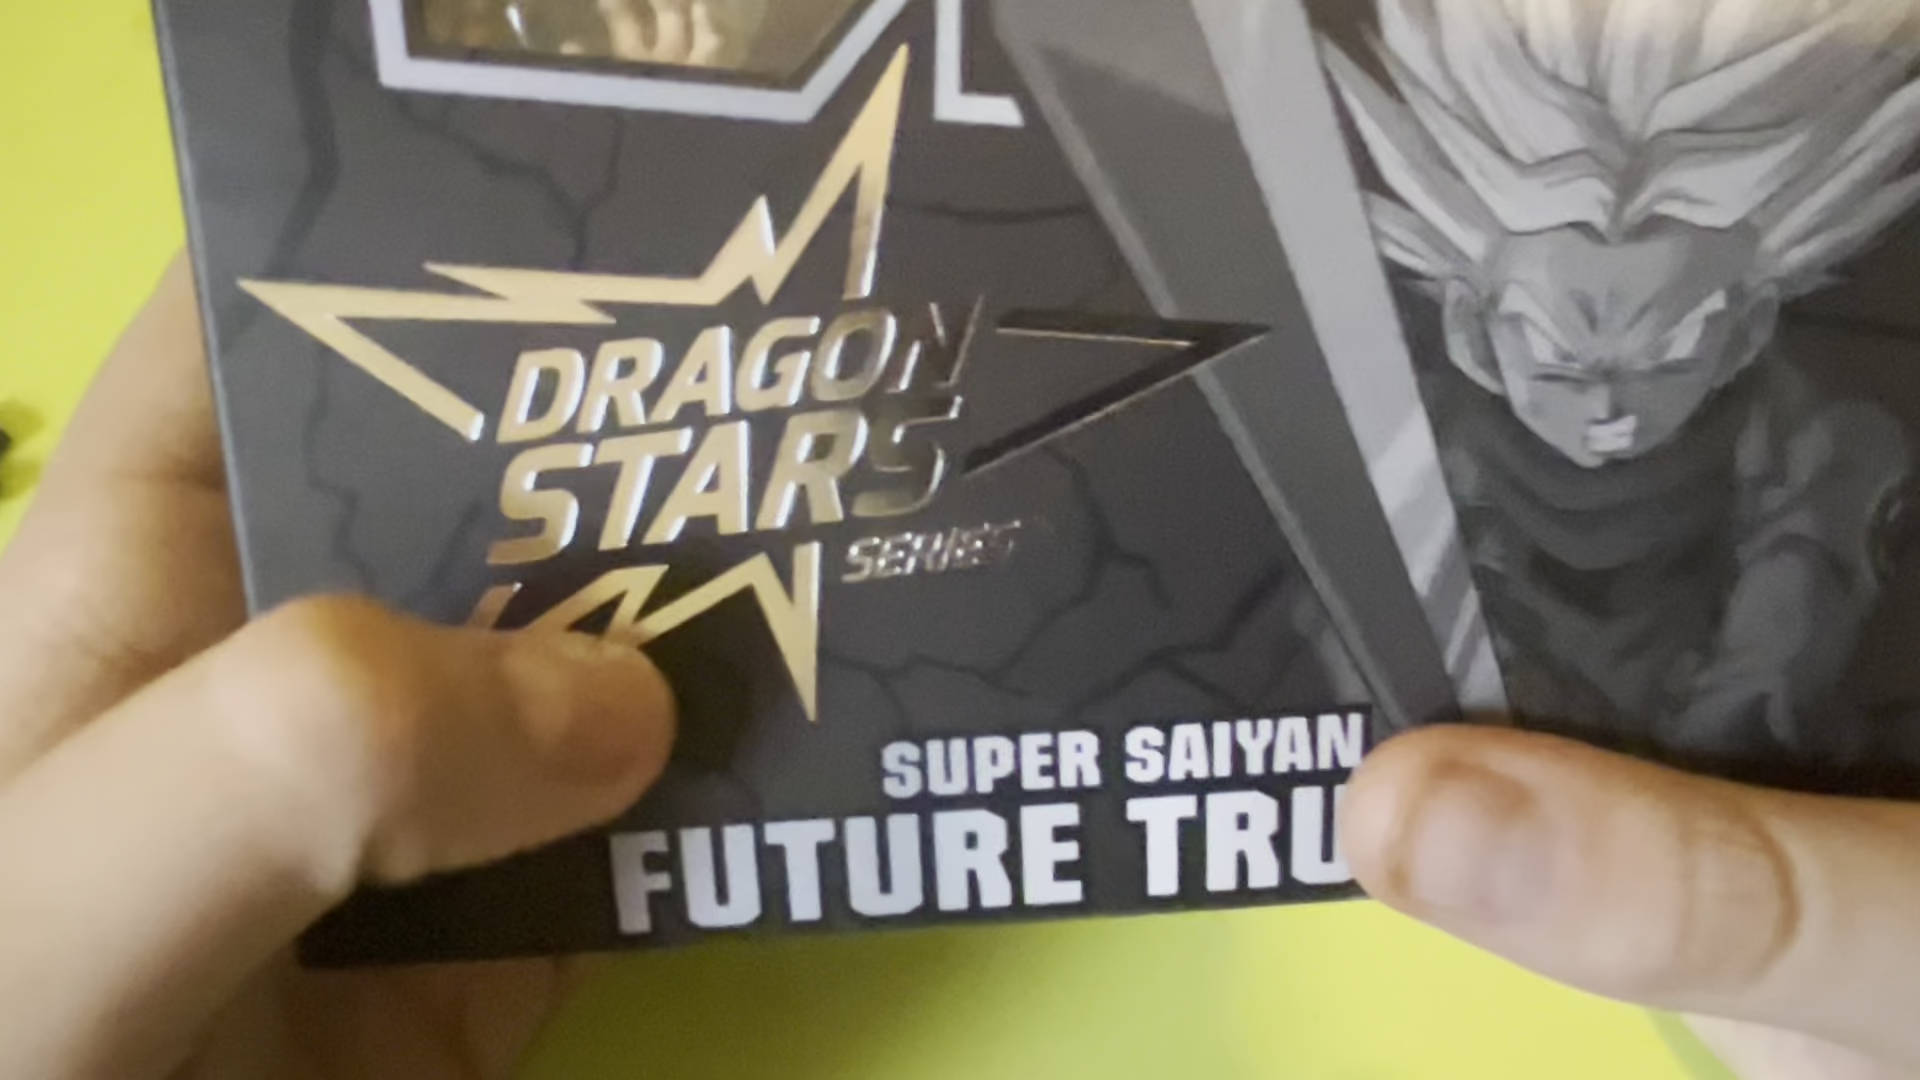 DRAGON
STARS
SERIES
SUPER SAIYAN
FUTURE TRU